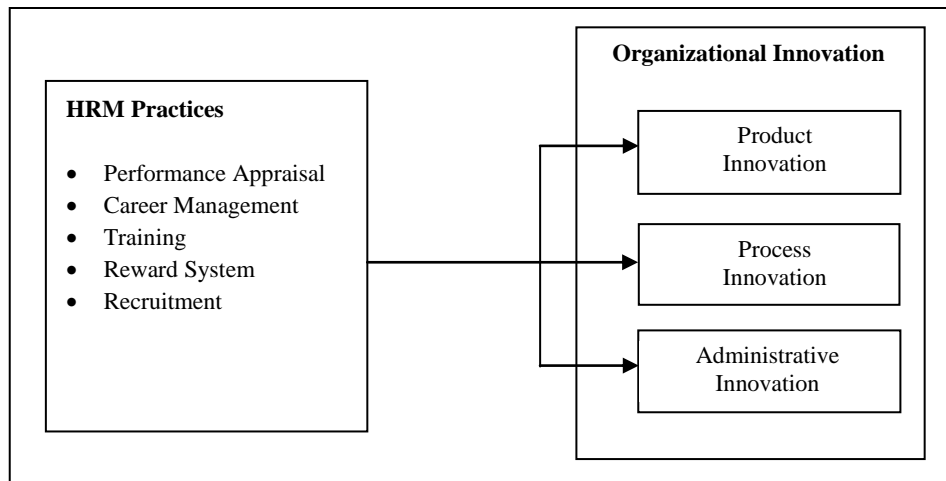 HRM Practices
• Performance Appraisal
• Career Management
• Training
• Reward System
• Recruitment
Organizational Innovation
Product
Innovation
Process
Innovation
Administrative
Innovation